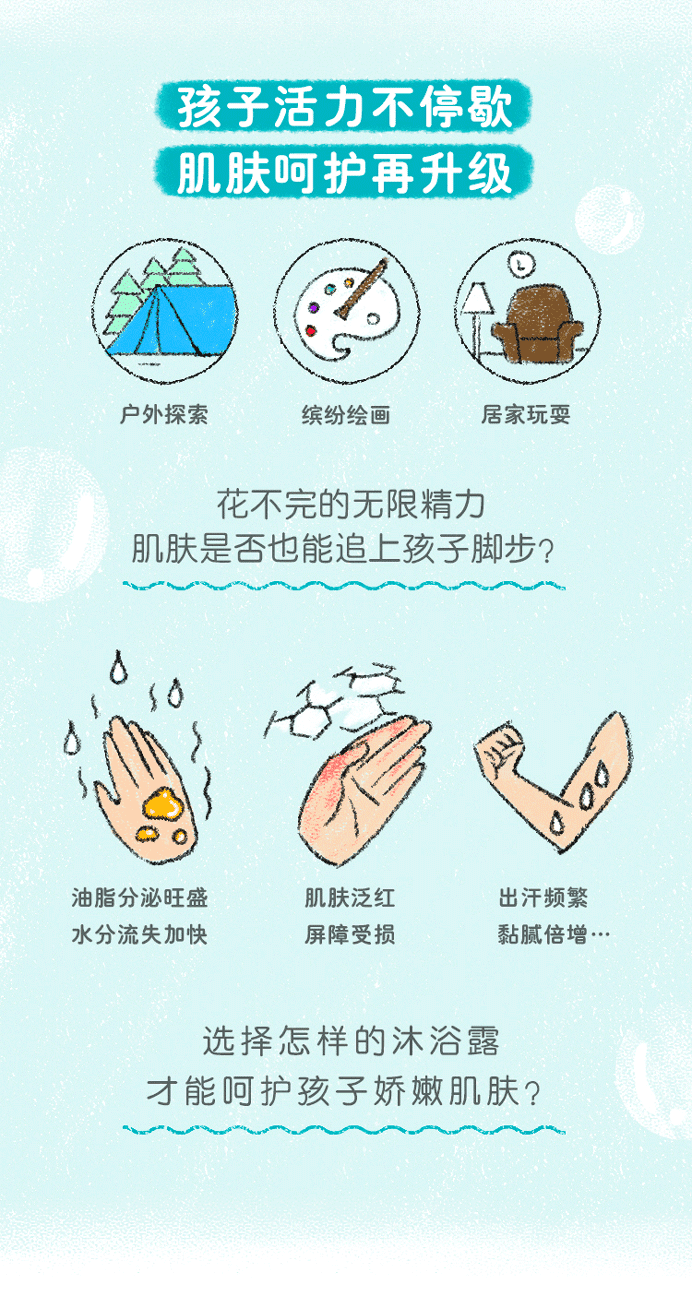 孩子活力不停歇
肌肤呵护再升级
户外探索
缤纷绘画
居家玩耍
花不完的无限精力
肌肤是否也能追上孩子脚步?
油脂分泌旺盛
水分流失加快
肌肤泛红
屏障受损
出汗频繁
黏腻倍增…
选择怎样的沐浴露
才能呵护孩子娇嫩肌肤?